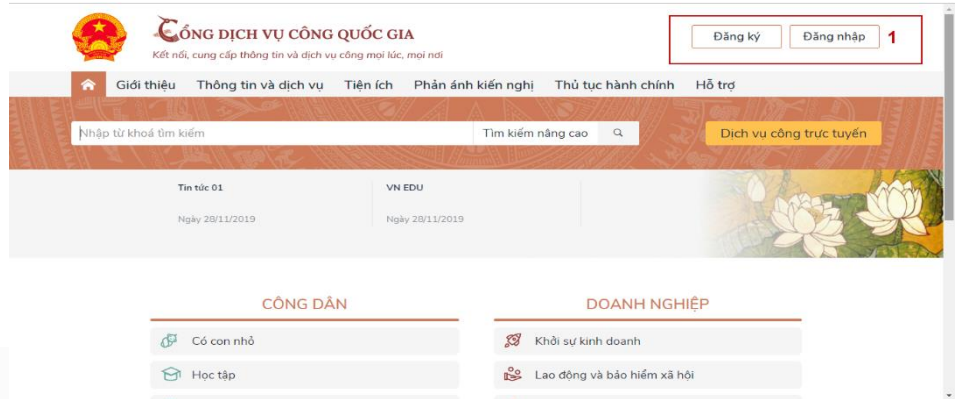 CỔNG DỊCH VỤ CÔNG QUỐC GIA
Kết nối, cung cấp thông tin và dịch vụ công mọi lúc, mọi nơi
Đăng ký Đăng nhập 1
Giới thiệu Thông tin và dịch vụ Tiện ích Phản ánh kiến nghị Thủ tục hành chính Hỗ trợ
Nhập từ khoá tìm kiếm Tìm kiếm nâng cao Dịch vụ công trực tuyến
Tin tức 01 VN EDU
Ngày 28/11/2019 Ngày 28/11/2019
CÔNG DÂN DOANH NGHIỆP
Có con nhỏ Khởi sự kinh doanh
Học tập Lao động và bảo hiểm xã hội